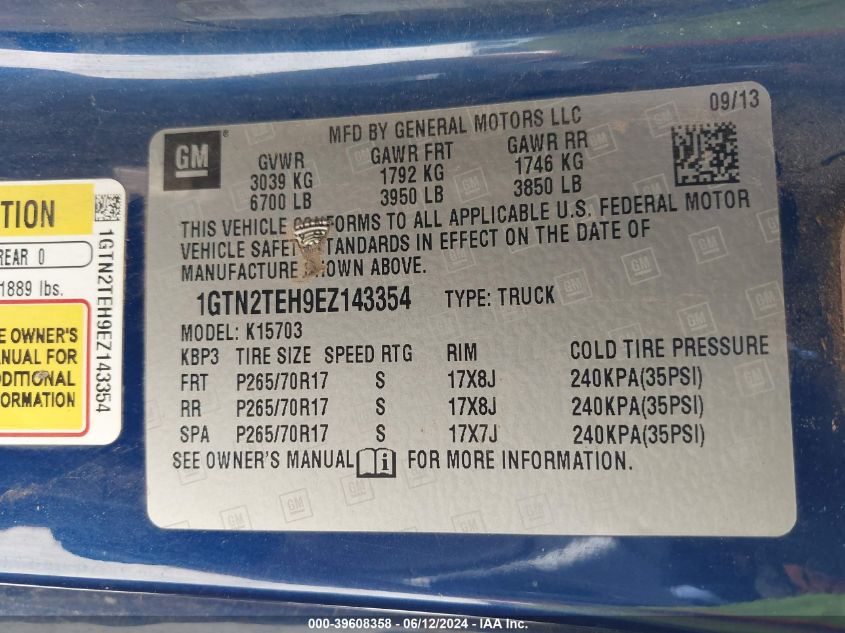 TION
REAR 0
1889 lbs.
E OWNER'S
NUAL FOR
DDITIONAL
ORMATION
1GTN2TEH9EZ143354
GM
MFD BY GENERAL MOTORS LLC
09/13
GVWR GAWR FRT GAWR RR
3039 KG 1792 KG 1746 KG
6700 LB 3950 LB 3850 LB
THIS VEHICLE CONFORMS TO ALL APPLICABLE U.S. FEDERAL MOTOR
VEHICLE SAFET TANDARDS IN EFFECT ON THE DATE OF
MANUFACTURE OWN ABOVE.
1GTN2TEH9EZ143354 TYPE: TRUCK
MODEL: K15703
KBP3 TIRE SIZE SPEED RTG RIM COLD TIRE PRESSURE
FRT P265/70R17 S 17X8J 240KPA(35PSI)
RR P265/70R17 S 17X8J 240KPA(35PSI)
SPA P265/70R17 S 17X7J 240KPA(35PSI)
SEE OWNER'S MANUAL FOR MORE INFORMATION.
000-39608358 - 06/12/2024 - IAA Inc.